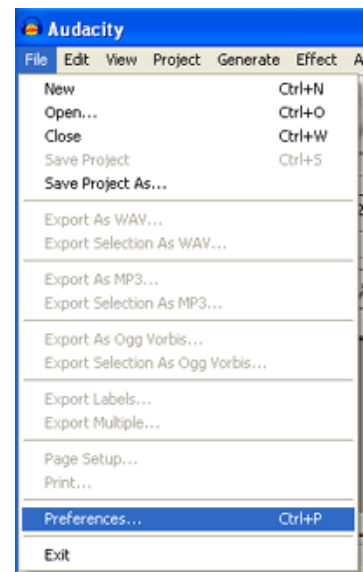 Audacity
File Edit View Project Generate Effect A
New Ctrl+N
Open... Ctrl+O
Close Ctrl+W
Save Project Ctrl+S
Save Project As...
Export As WAV...
Export Selection As WAV...
Export As MP3...
Export Selection As MP3...
Export As Ogg Vorbis...
Export Selection As Ogg Vorbis...
Export Labels...
Export Multiple...
Page Setup...
Print...
Preferences... Ctrl+P
Exit